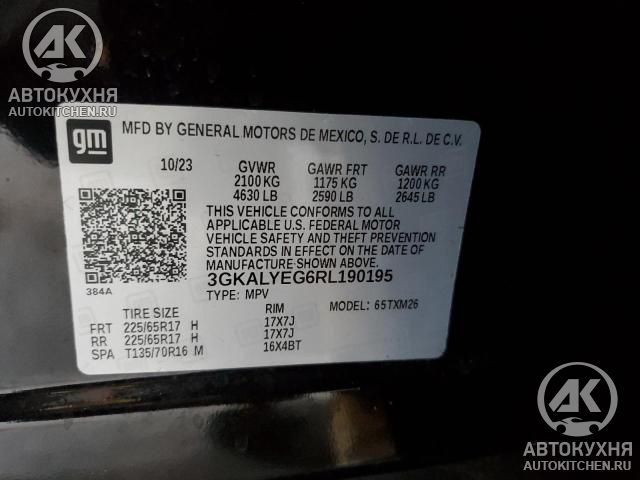 AK
АВТОКУХНЯ
AUTOKITCHEN.RU
gm
MFD BY GENERAL MOTORS DE MEXICO, S. DE R.L. DE C.V.
10/23 GVWR GAWR FRT GAWR RR
2100 KG 1175 KG 1200 KG
4630 LB 2590 LB 2645 LB
THIS VEHICLE CONFORMS TO ALL
APPLICABLE U.S. FEDERAL MOTOR
VEHICLE SAFETY AND THEFT PREVENTION
STANDARDS IN EFFECT ON THE DATE OF
MANUFACTURE SHOWN ABOVE.
384A
3GKALYEG6RL190195
TYPE: MPV
TIRE SIZE RIM MODEL: 65TXM26
FRT 225/65R17 H 17X7J
RR 225/65R17 H 17X7J
SPA T135/70R16 M 16X4BT
AK
АВТОКУХНЯ
AUTOKITCHEN.RU